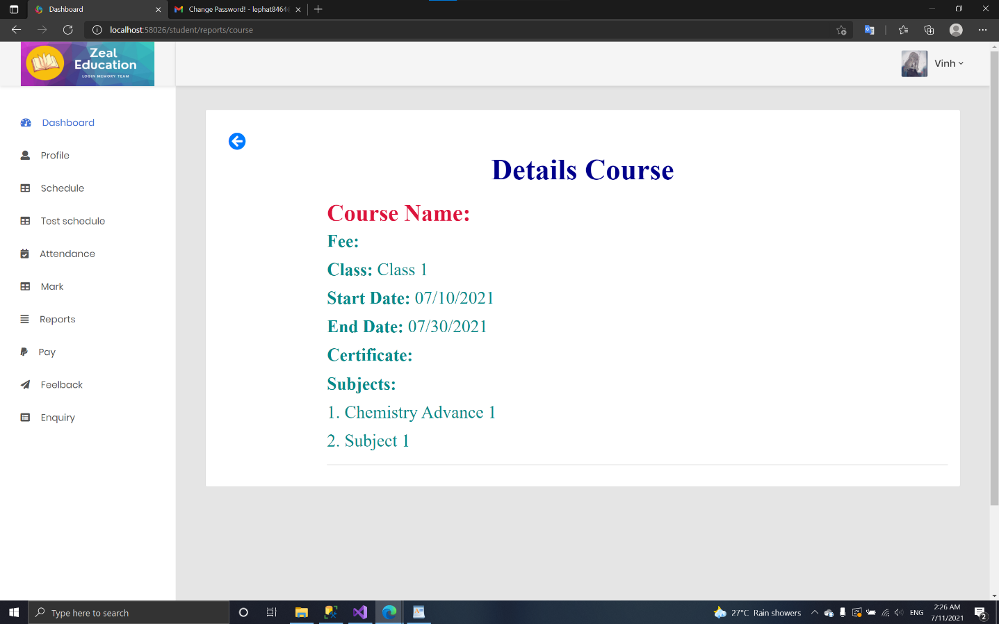 Dashboard
Change Password! - lephat8464
localhost:58026/student/reports/course
Zeal
Education
LOGIN MEMORY TEAM
Vinh
Dashboard
Profile
Schedule
Test schedule
Attendance
Mark
Reports
Pay
Feelback
Enquiry
Details Course
Course Name:
Fee:
Class: Class 1
Start Date: 07/10/2021
End Date: 07/30/2021
Certificate:
Subjects:
1. Chemistry Advance 1
2. Subject 1
Type here to search
27°C Rain showers
ENG
2:26 AM
7/11/2021
2